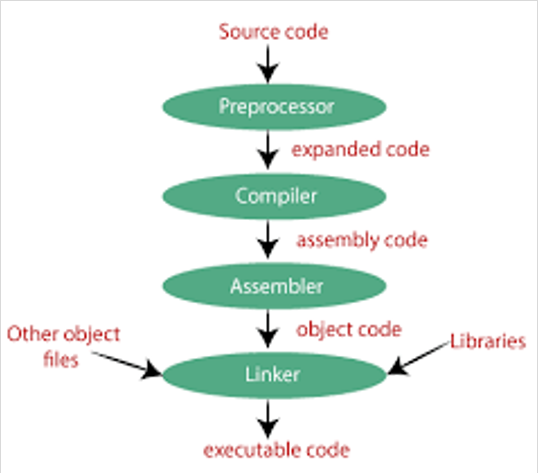 Source code
Preprocessor
expanded code
Compiler
assembly code
Assembler
object code
Other object
files
Libraries
Linker
executable code